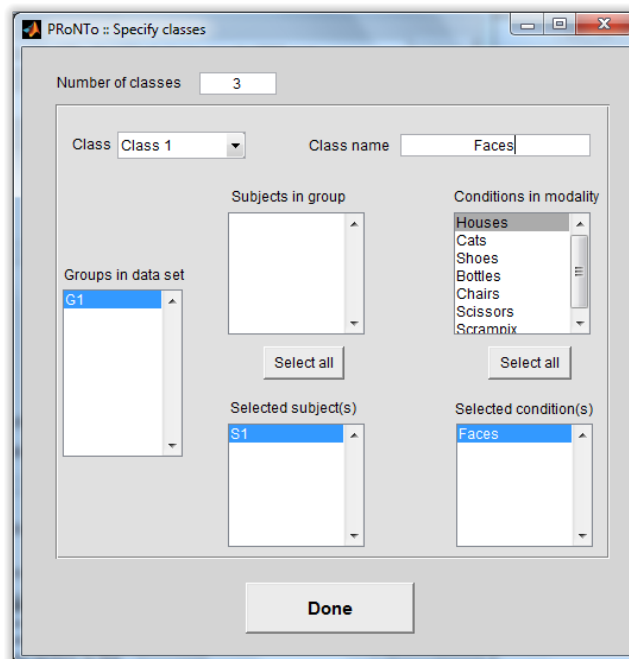 PRoNTo :: Specify classes
Number of classes 3
Class Class 1 Class name Faces
Subjects in group Conditions in modality
Houses
Cats
Shoes
Bottles
Chairs
Scissors
Scrampix
Groups in data set
G1
Select all Select all
Selected subject(s) Selected condition(s)
S1 Faces
Done